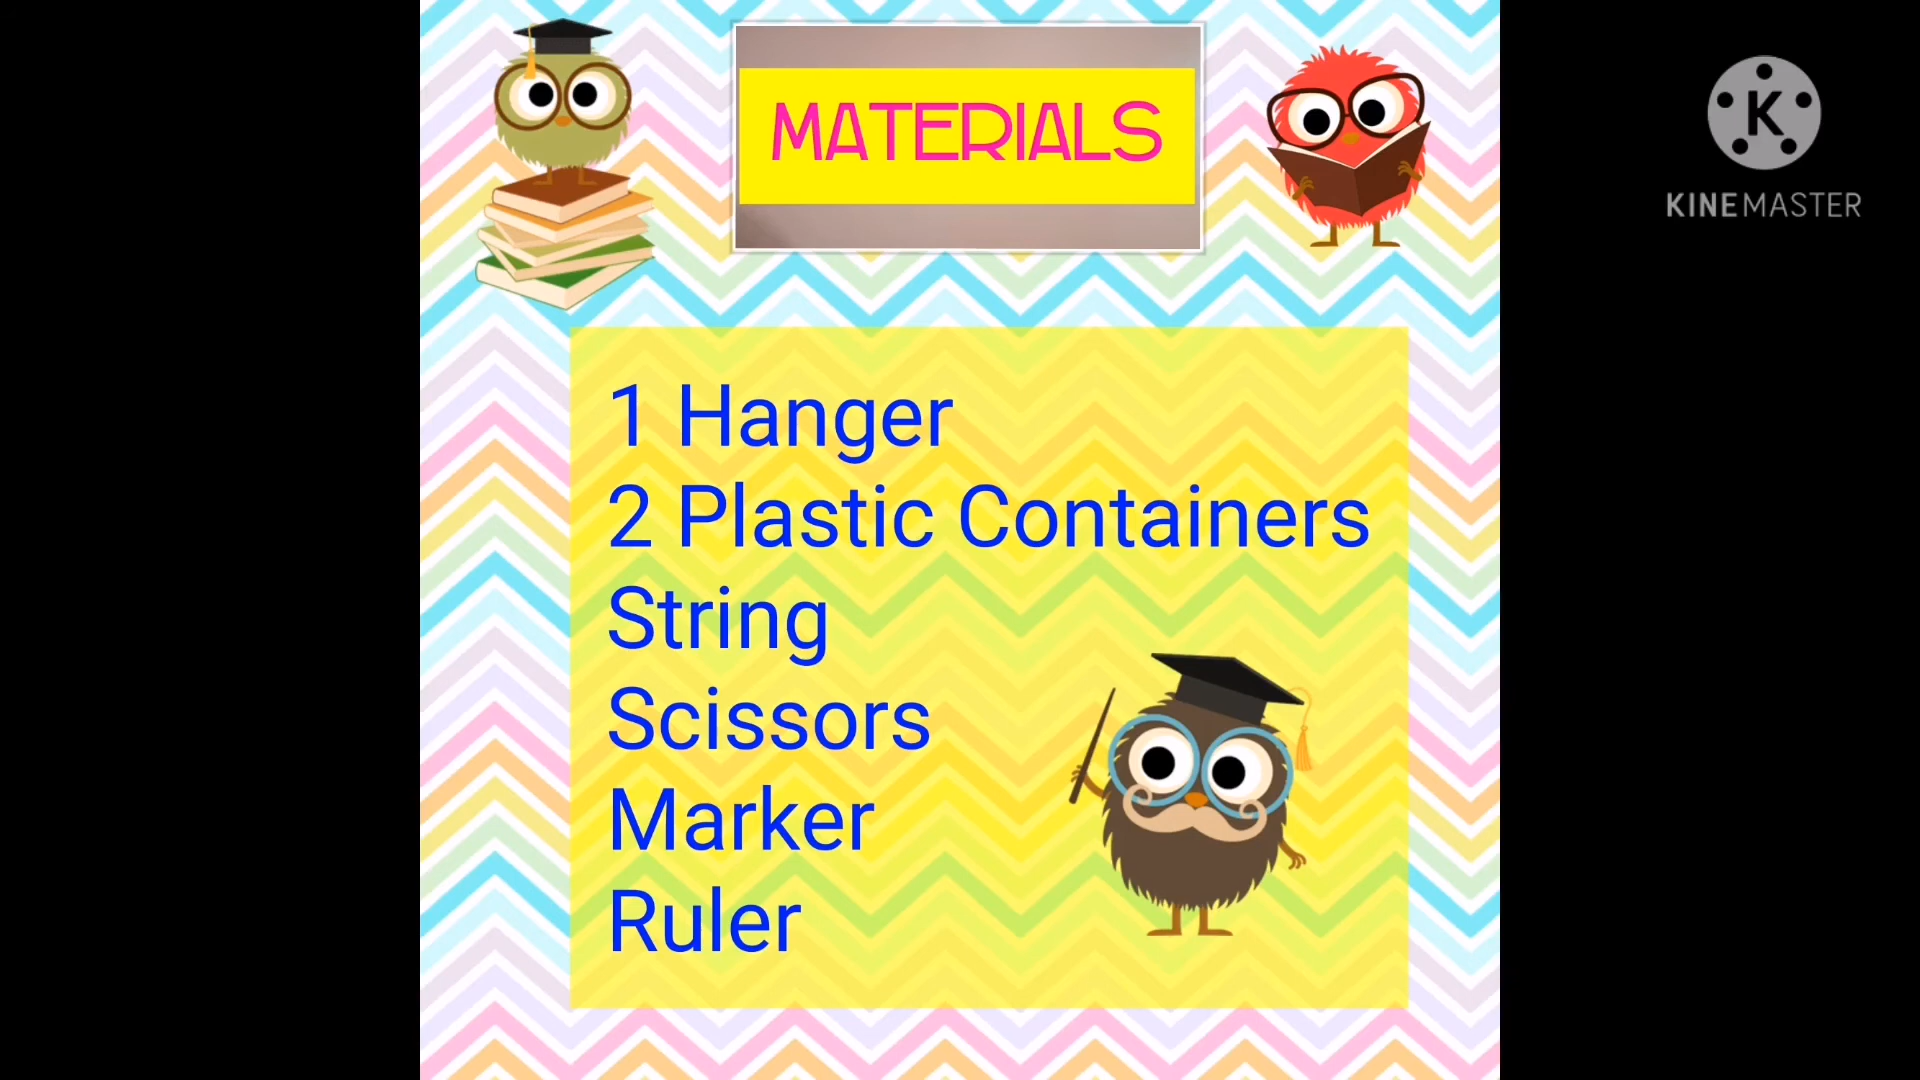 MATERIALS
K
KINEMASTER
1 Hanger
2 Plastic Containers
String
Scissors
Marker
Ruler